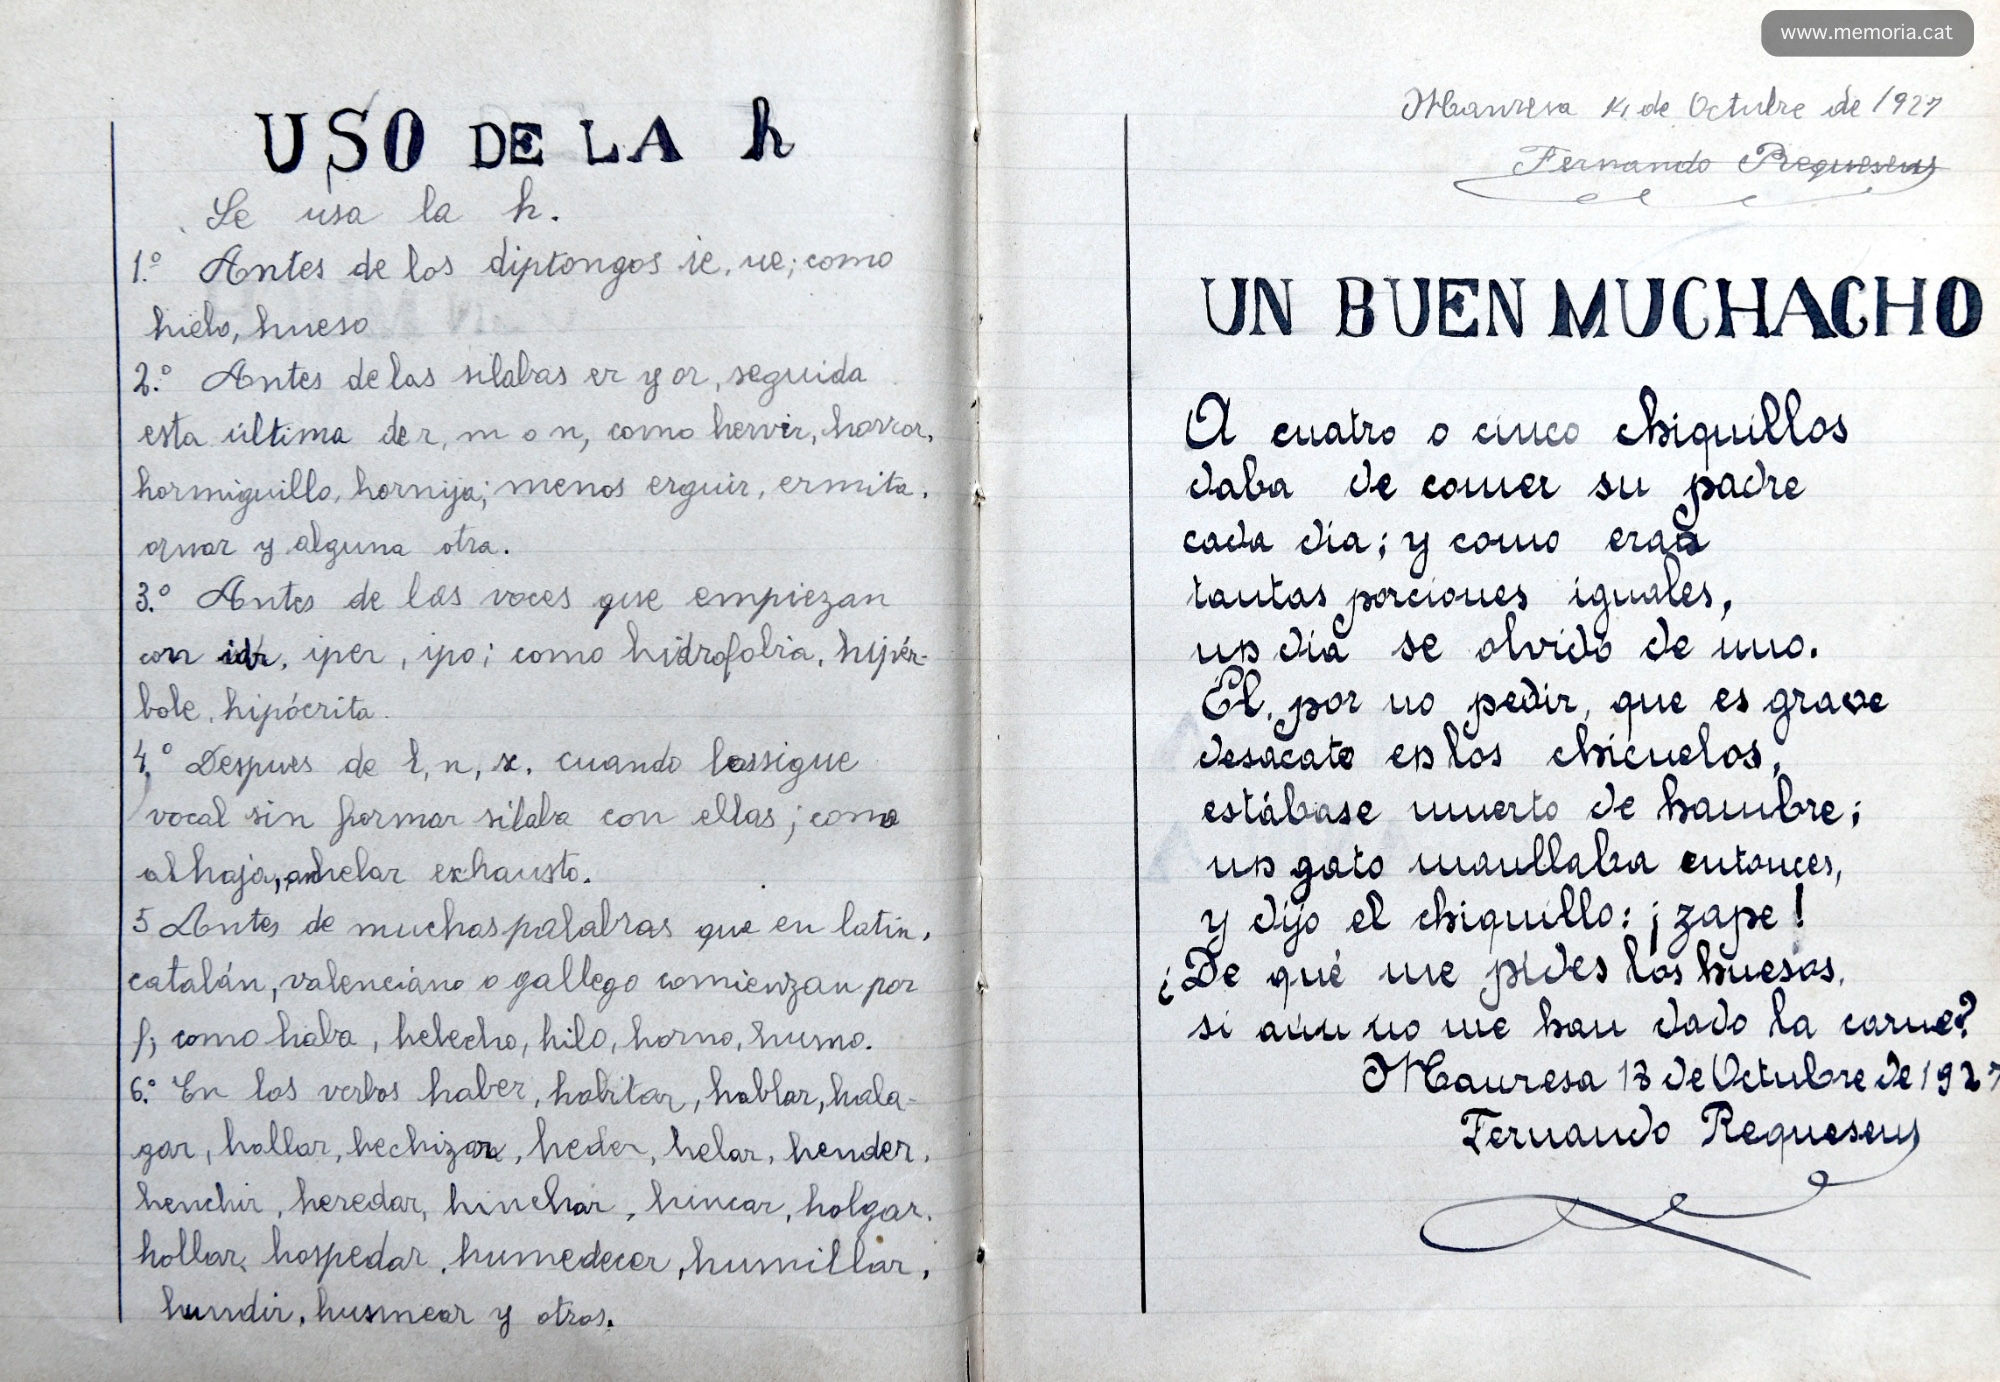 www.memoria.cat
USO DE LA h
Se usa la h.
1.º Antes de los diptongos ie, ue; como
hielo, hueso
2.º Antes de las silabas er y or, seguida
esta última de r, m o n, como hervir, horror,
hormiguillo, hornija; menos erguir, ermita,
ornar y alguna otra.
3.º Antes de las voces que empiezan
con idr, iper, ipo; como hidrofobia, hipér-
bole, hipócrita.
4.º Despues de l, n, x, cuando les sigue
vocal sin formar silaba con ellas; como
alhaja, anhelar exhausto.
5 Antes de muchas palabras que en latin,
catalán, valenciano o gallego comienzan por
f; como haba, helecho, hilo, horno, humo.
6.º En los verbos haber, habitar, hablar, hala-
gar, hallar, hechizar, heder, helar, hender,
henchir, heredar, hinchar, hincar, holgar,
hollar, hospedar, humedecer, humillar,
hundir, husmear y otros.
Manresa 14 de Octubre de 1927
Fernando Requesens
UN BUEN MUCHACHO
A cuatro o cinco chiquillos
daba de comer su padre
cada día; y como eran
tantas porciones iguales,
un día se olvidó de uno.
Él, por no pedir, que es grave
desacato en los chicuelos,
estábase muerto de hambre;
un gato maullaba entonces,
y dijo el chiquillo: ¡zape!
¿De qué me pides los huesos,
si aún no me han dado la carne?
Manresa 13 de Octubre de 1927
Fernando Requesens